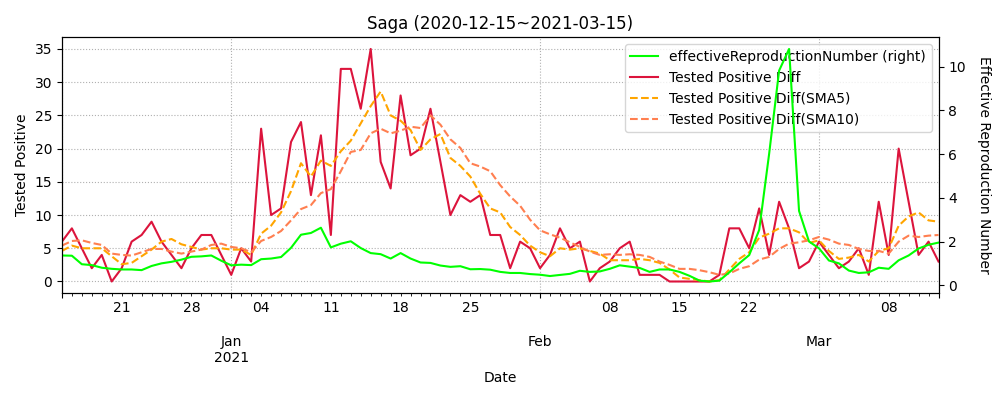 Saga (2020-12-15~2021-03-15)
effectiveReproductionNumber (right)
Tested Positive Diff
Tested Positive Diff(SMA5)
Tested Positive Diff(SMA10)
Tested Positive
35
30
25
20
15
10
5
0
Effective Reproduction Number
10
8
6
4
2
0
21 28 04 11 18 25 08 15 22 08
Jan Feb Mar
2021
Date